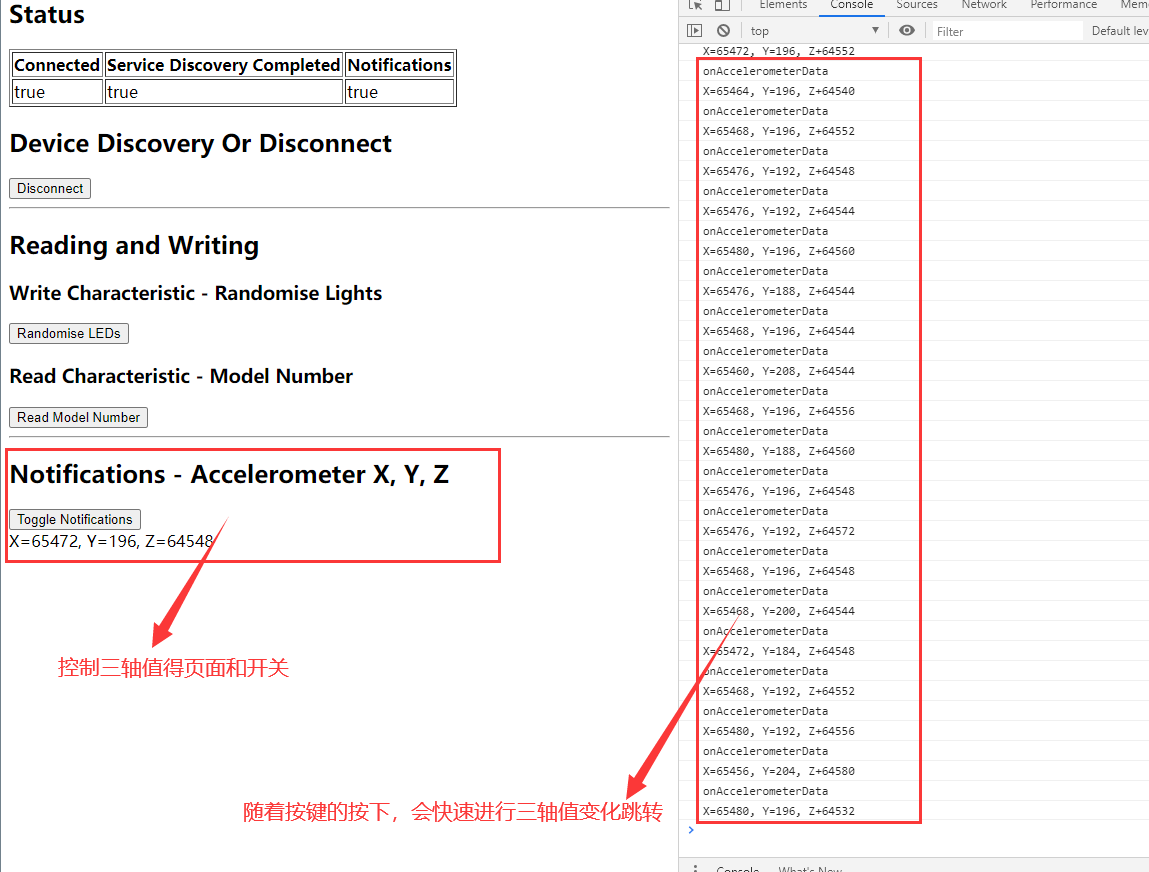 Status
Connected Service Discovery Completed Notifications
true true true
Device Discovery Or Disconnect
Disconnect
Reading and Writing
Write Characteristic - Randomise Lights
Randomise LEDs
Read Characteristic - Model Number
Read Model Number
Notifications - Accelerometer X, Y, Z
Toggle Notifications
X=65472, Y=196, Z=64548
控制三轴值得页面和开关
随着按键的按下，会快速进行三轴值变化跳转
Elements Console Sources Network Performance Mem
top Filter Default lev
X=65472, Y=196, Z+64552
onAccelerometerData
X=65464, Y=196, Z+64540
onAccelerometerData
X=65468, Y=196, Z+64552
onAccelerometerData
X=65476, Y=192, Z+64548
onAccelerometerData
X=65476, Y=192, Z+64544
onAccelerometerData
X=65480, Y=196, Z+64560
onAccelerometerData
X=65476, Y=188, Z+64544
onAccelerometerData
X=65468, Y=196, Z+64544
onAccelerometerData
X=65460, Y=208, Z+64544
onAccelerometerData
X=65468, Y=196, Z+64556
onAccelerometerData
X=65480, Y=188, Z+64560
onAccelerometerData
X=65476, Y=196, Z+64548
onAccelerometerData
X=65476, Y=192, Z+64572
onAccelerometerData
X=65468, Y=196, Z+64548
onAccelerometerData
X=65468, Y=200, Z+64544
onAccelerometerData
X=65472, Y=184, Z+64548
onAccelerometerData
X=65468, Y=192, Z+64552
onAccelerometerData
X=65480, Y=192, Z+64556
onAccelerometerData
X=65456, Y=204, Z+64580
onAccelerometerData
X=65480, Y=196, Z+64532
Console What's New